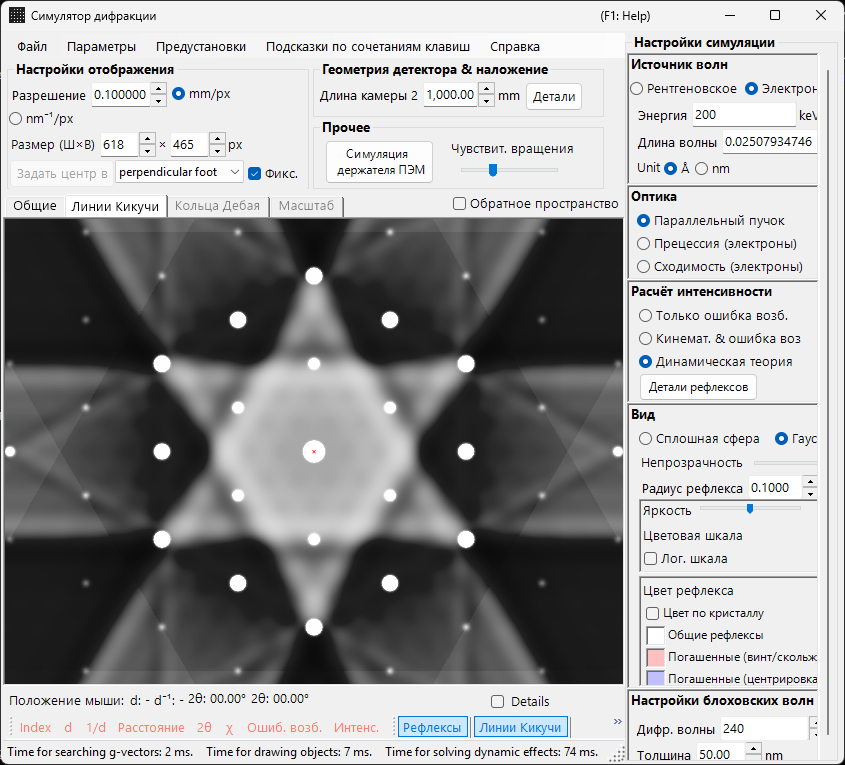 Симулятор дифракции
(F1: Help)
Файл Параметры Предустановки Подсказки по сочетаниям клавиш Справка
Настройки отображения
Разрешение 0.100000 mm/px
nm⁻¹/px
Размер (Ш×В) 618 × 465 px
Задать центр в perpendicular foot Фикс.
Геометрия детектора & наложение
Длина камеры 2 1,000.00 mm Детали
Прочее
Симуляция
держателя ПЭМ
Чувствит. вращения
Общие Линии Кикучи Кольца Дебая Масштаб
Обратное пространство
Настройки симуляции
Источник волн
Рентгеновское Электрон
Энергия 200 keV
Длина волны 0.02507934746
Unit Å nm
Оптика
Параллельный пучок
Прецессия (электроны)
Сходимость (электроны)
Расчёт интенсивности
Только ошибка возб.
Кинемат. & ошибка воз
Динамическая теория
Детали рефлексов
Вид
Сплошная сфера Гаус
Непрозрачность
Радиус рефлекса 0.1000
Яркость
Цветовая шкала
Лог. шкала
Цвет рефлекса
Цвет по кристаллу
Общие рефлексы
Погашенные (винт/скольж
Погашенные (центрировка
Настройки блоховских волн
Дифр. волны 240
Толщина 50.00 nm
Положение мыши: d: - d⁻¹: - 2θ: 00.00° 2θ: 00.00°
Details
Index d 1/d Расстояние 2θ χ Ошиб. возб. Интенс. Рефлексы Линии Кикучи »
Time for searching g-vectors: 2 ms. Time for drawing objects: 7 ms. Time for solving dynamic effects: 74 ms.